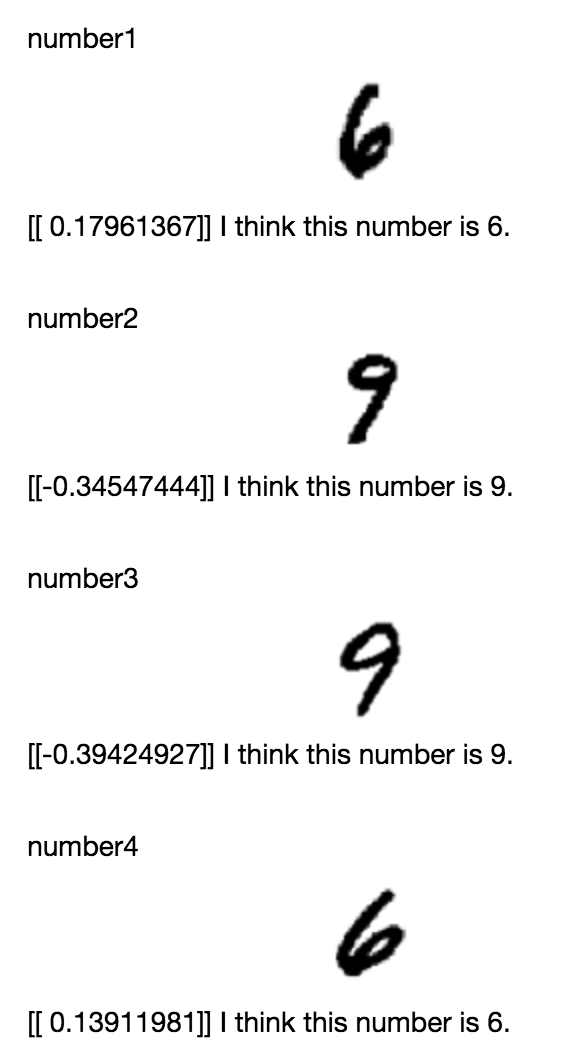 number1
6
[[ 0.17961367]] I think this number is 6.
number2
9
[[-0.34547444]] I think this number is 9.
number3
9
[[-0.39424927]] I think this number is 9.
number4
6
[[ 0.13911981]] I think this number is 6.